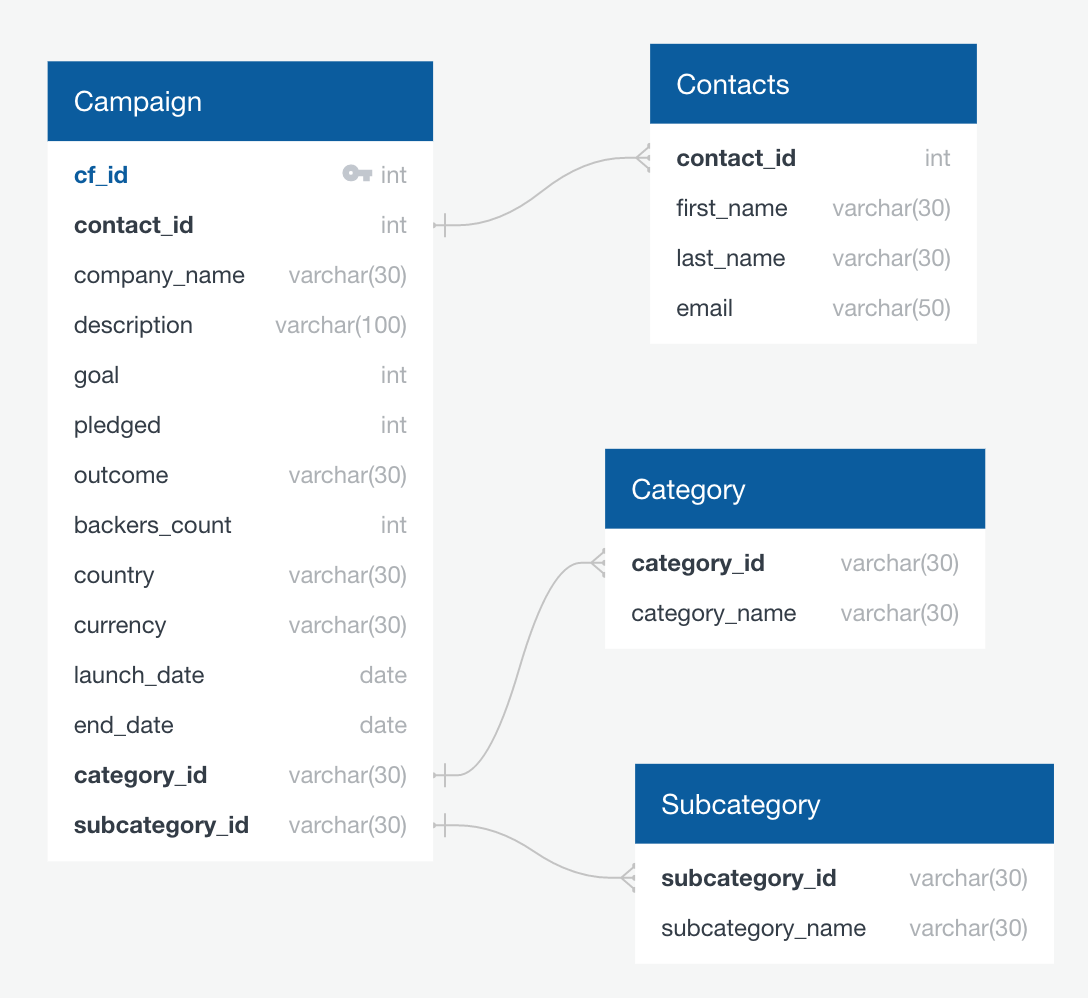 Campaign
cf_id int
contact_id int
company_name varchar(30)
description varchar(100)
goal int
pledged int
outcome varchar(30)
backers_count int
country varchar(30)
currency varchar(30)
launch_date date
end_date date
category_id varchar(30)
subcategory_id varchar(30)
Contacts
contact_id int
first_name varchar(30)
last_name varchar(30)
email varchar(50)
Category
category_id varchar(30)
category_name varchar(30)
Subcategory
subcategory_id varchar(30)
subcategory_name varchar(30)